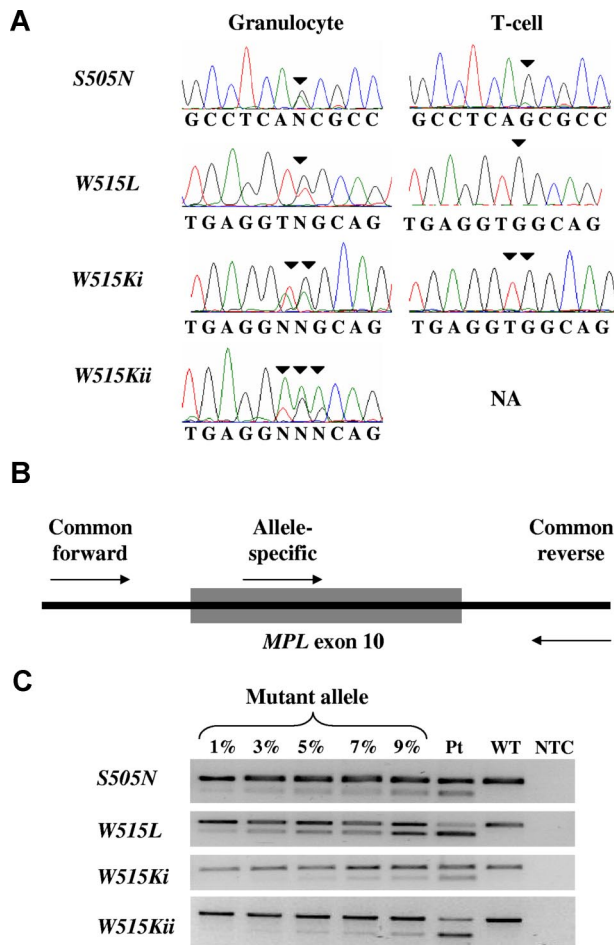 A
Granulocyte T-cell
S505N
GCCTCANCGCC GCCTCAGCGCC
W515L
TGAGGTNGCAG TGAGGTGGCAG
W515Ki
TGAGGNNGCAG TGAGGTGGCAG
W515Kii
NA
TGAGGNNNCAG
B
Common forward
Allele-specific
Common reverse
MPL exon 10
C
Mutant allele
1% 3% 5% 7% 9% Pt WT NTC
S505N
W515L
W515Ki
W515Kii